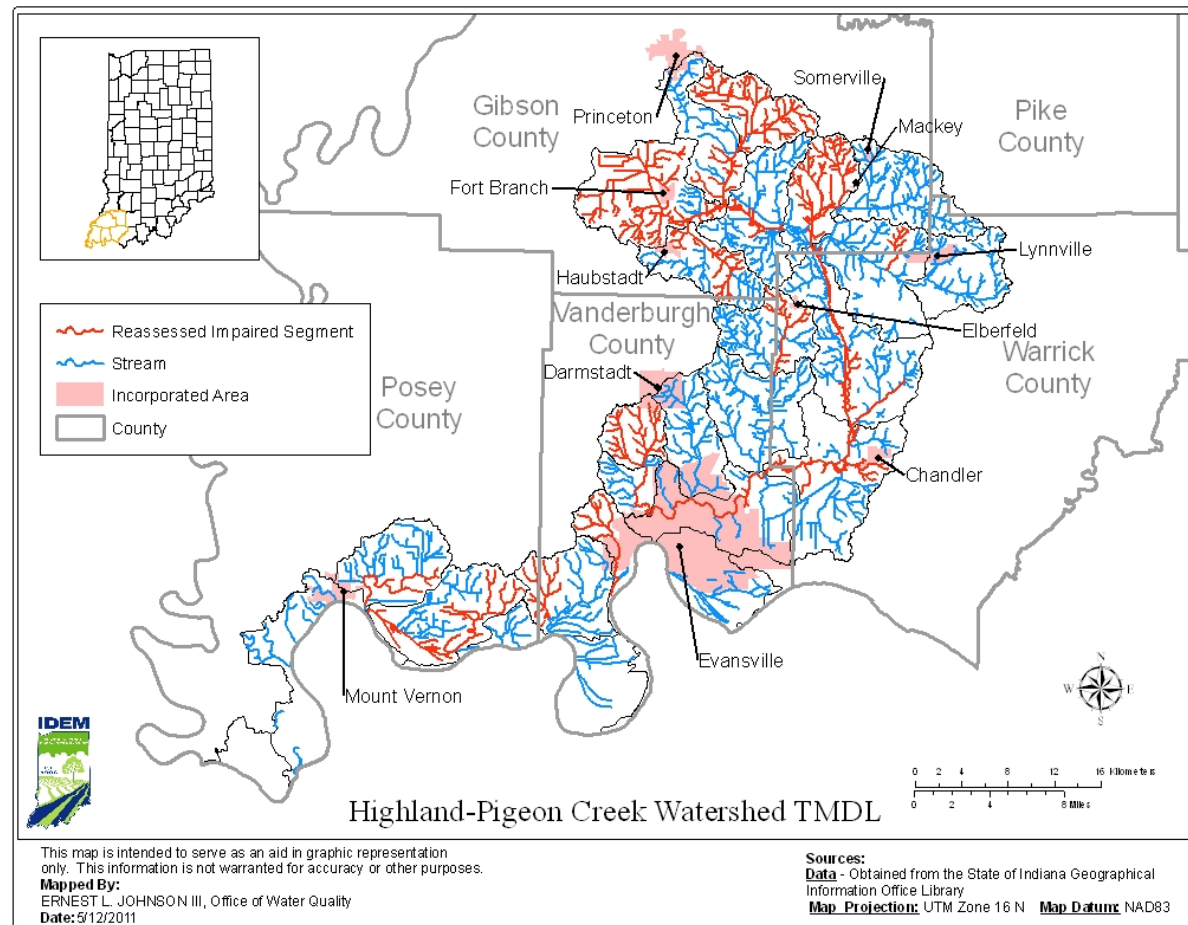 Gibson
County
Pike
County
Vanderburgh
County
Warrick
County
Posey
County
Princeton
Somerville
Mackey
Fort Branch
Haubstadt
Lynnville
Elberfeld
Darmstadt
Chandler
Evansville
Mount Vernon
Reassessed Impaired Segment
Stream
Incorporated Area
County
N
W
E
S
IDEM
0 2 4 8 12 16 Kilometers
0 2 4 8 Miles
Highland-Pigeon Creek Watershed TMDL
This map is intended to serve as an aid in graphic representation
only. This information is not warranted for accuracy or other purposes.
Mapped By:
ERNEST L. JOHNSON III, Office of Water Quality
Date: 5/12/2011
Sources:
Data - Obtained from the State of Indiana Geographical
Information Office Library
Map Projection: UTM Zone 16 N Map Datum: NAD83